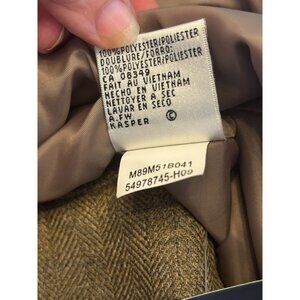 100%POLYESTER/POLIESTER
DOUBLURE/FORRO:
100%POLYESTER/POLIESTER
CA 08349
FAIT AU VIETNAM
HECHO EN VIETNAM
NETTOYER A SEC
LAVAR EN SECO
A.FW
KASPER ©
M89M51B041
54978745-H09